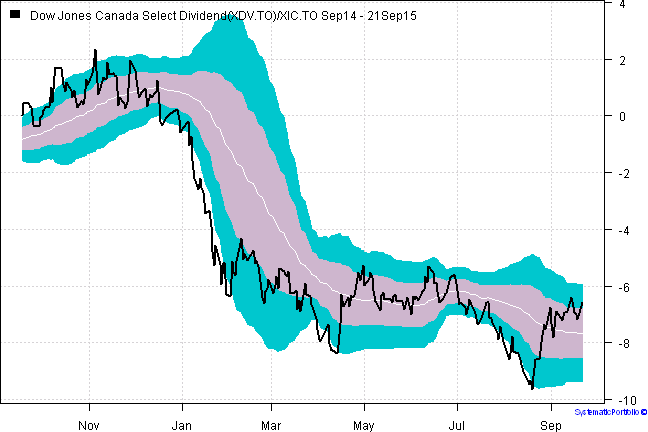 Dow Jones Canada Select Dividend(XDV.TO)/XIC.TO Sep14 - 21Sep15
4
2
0
-2
-4
-6
-8
-10
Nov Jan Mar May Jul Sep
SystematicPortfolio ©